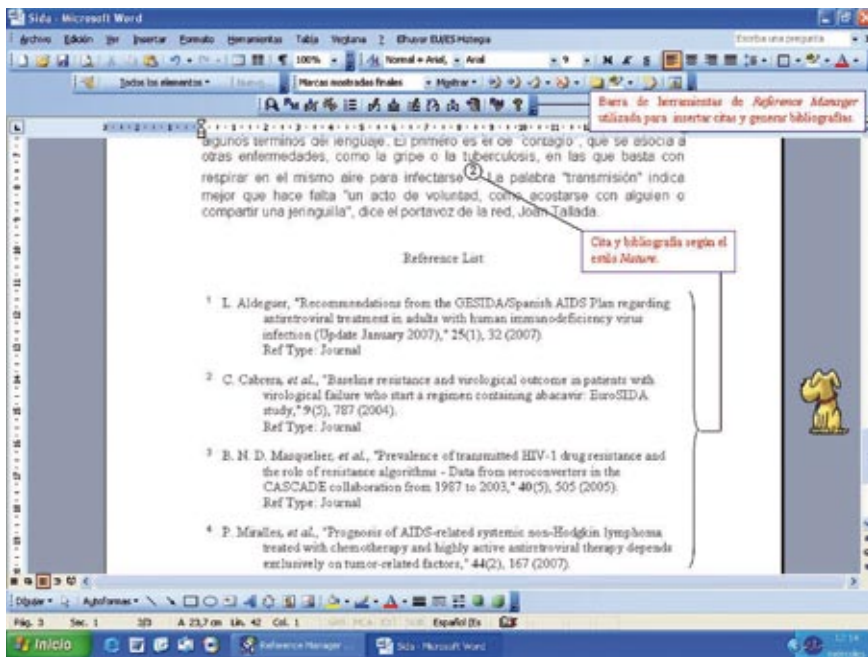 Sida - Microsoft Word
Archivo Edición Ver Insertar Formato Herramientas Tabla Ventana ? Elhuyar EU/ES Hiztegia
Escriba una pregunta
100% Normal + Arial, Arial 9 N K S
Todos los elementos Nuevo Marcas mostradas finales Mostrar
Barra de herramientas de Reference Manager
utilizada para insertar citas y generar bibliografías.
algunos términos del lenguaje. El primero es el de "contagio", que se asocia a
otras enfermedades, como la gripe o la tuberculosis, en las que basta con
respirar en el mismo aire para infectarse 2 La palabra "transmisión" indica
mejor que hace falta "un acto de voluntad, como acostarse con alguien o
compartir una jeringuilla", dice el portavoz de la red, Joan Tallada.
Cita y bibliografía según el
estilo Nature.
Reference List
1 L. Aldeguer, "Recommendations from the GESIDA/Spanish AIDS Plan regarding
antiretroviral treatment in adults with human immunodeficiency virus
infection (Update January 2007)," 25(1), 32 (2007)
Ref Type: Journal
2 C. Cabrera, et al., "Baseline resistance and virological outcome in patients with
virological failure who start a regimen containing abacavir: EuroSIDA
study," 9(5), 787 (2004).
Ref Type: Journal
3 B. N. D. Masquelier, et al., "Prevalence of transmitted HIV-1 drug resistance and
the role of resistance algorithms - Data from seroconverters in the
CASCADE collaboration from 1987 to 2003," 40(5), 505 (2005).
Ref Type: Journal
4 P. Miralles, et al., "Prognosis of AIDS-related systemic non-Hodgkin lymphoma
treated with chemotherapy and highly active antiretroviral therapy depends
exclusively on tumor-related factors," 44(2), 167 (2007).
Dibujar Autoformas
Pág. 3 Sec. 1 3/3 A 23,7 cm Lín. 42 Col. 1 Español (Es
Inicio Reference Manager ... Sida - Microsoft Word